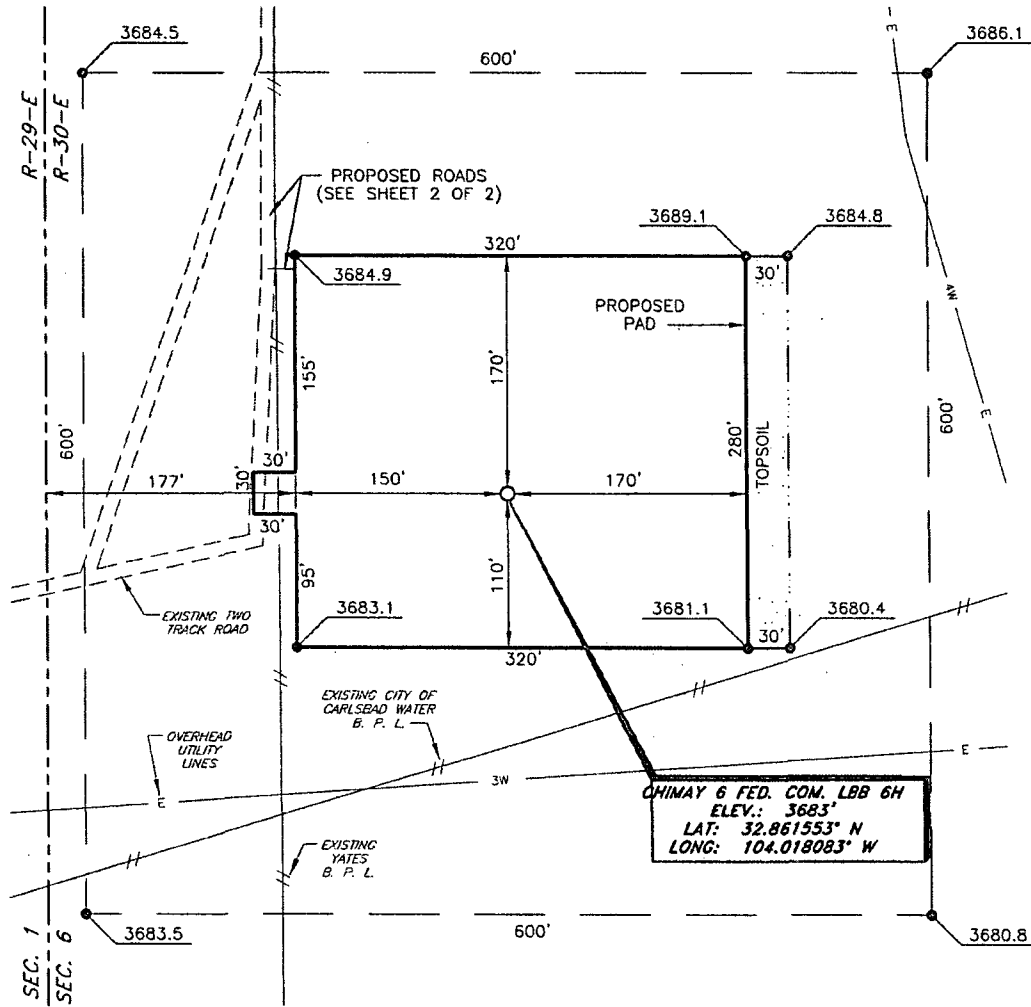 3684.5
3686.1
600'
E
R-29-E
R-30-E
PROPOSED ROADS
(SEE SHEET 2 OF 2)
3689.1
3684.8
320'
30'
3684.9
PROPOSED
PAD
4W
155'
170'
E
600'
600'
280'
TOPSOIL
30'
30'
177'
150'
170'
30'
95'
110'
EXISTING TWO
TRACK ROAD
3683.1
3681.1
3680.4
320'
30'
EXISTING CITY OF
CARLSBAD WATER
B. P. L.
OVERHEAD
UTILITY
LINES
E
3W
E
CHIMAY 6 FED. COM. LBB 6H
ELEV.: 3683'
LAT: 32.861553° N
LONG: 104.018083° W
EXISTING
YATES
B. P. L.
3683.5
600'
3680.8
SEC. 1
SEC. 6